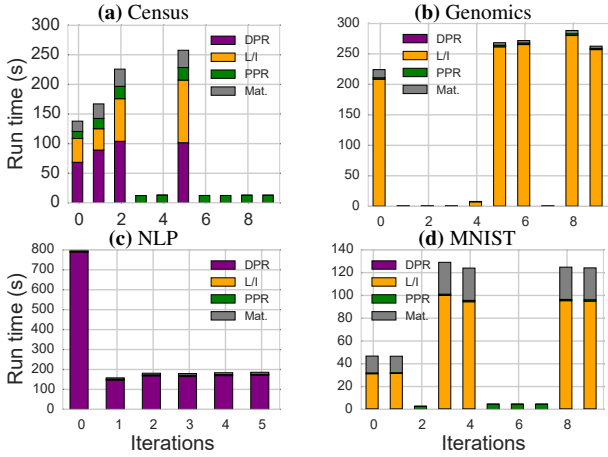 (a) Census
Run time (s)
300
250
200
150
100
50
0
DPR
L/I
PPR
Mat.
0 2 4 6 8
(b) Genomics
300
250
200
150
100
50
0
DPR
L/I
PPR
Mat.
0 2 4 6 8
(c) NLP
Run time (s)
800
700
600
500
400
300
200
100
0
DPR
L/I
PPR
Mat.
0 1 2 3 4 5
Iterations
(d) MNIST
140
120
100
80
60
40
20
0
DPR
L/I
PPR
Mat.
0 2 4 6 8
Iterations